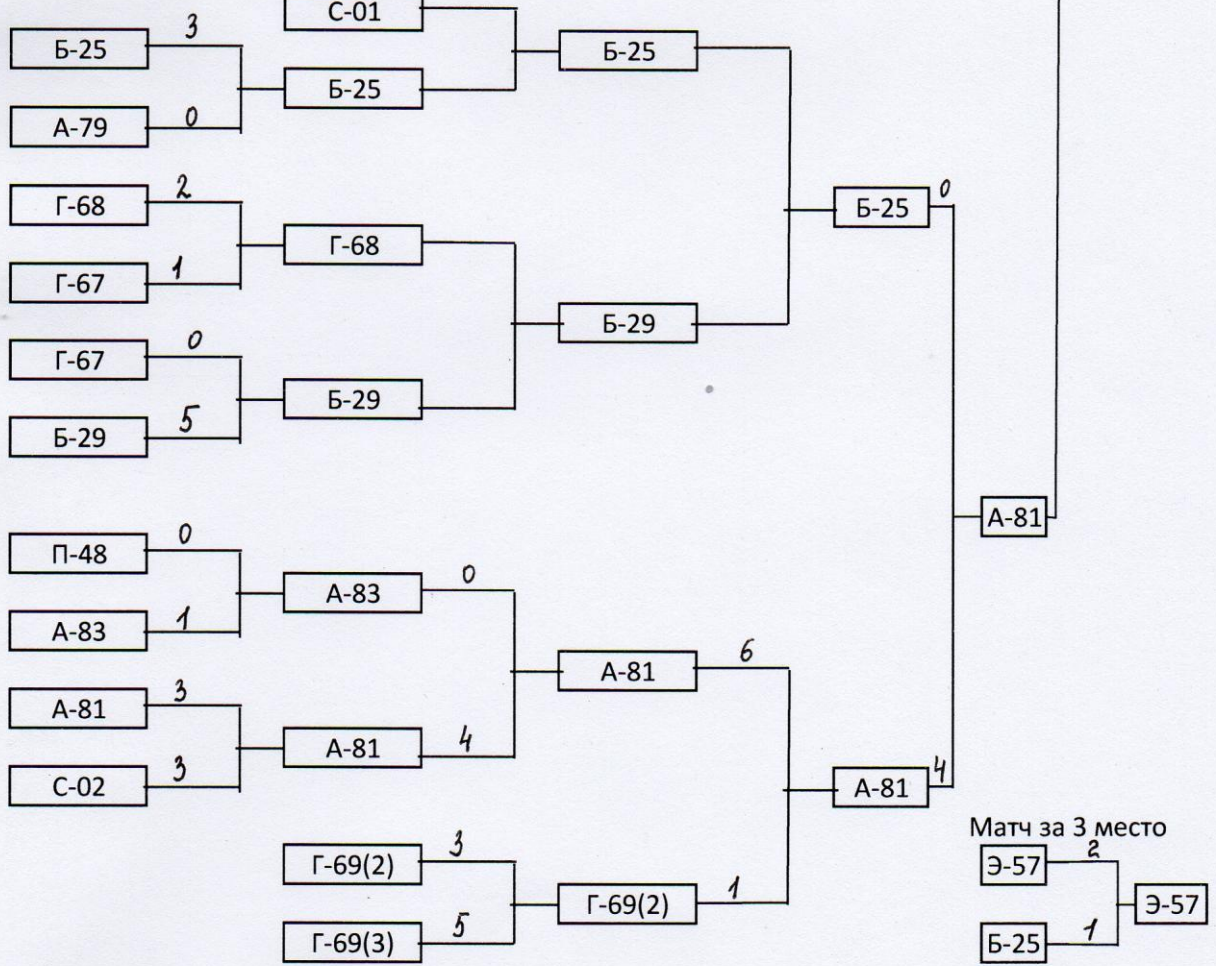 С-01
Б-25
3
А-79
0
Б-25
Б-25
Г-68
2
Г-67
1
Г-68
Г-67
0
Б-29
5
Б-29
Б-29
Б-25
0
П-48
0
А-83
1
А-83
0
А-81
3
С-02
3
А-81
4
А-81
6
Г-69(2)
3
Г-69(3)
5
Г-69(2)
1
А-81
4
А-81
Матч за 3 место
Э-57
2
Б-25
1
Э-57